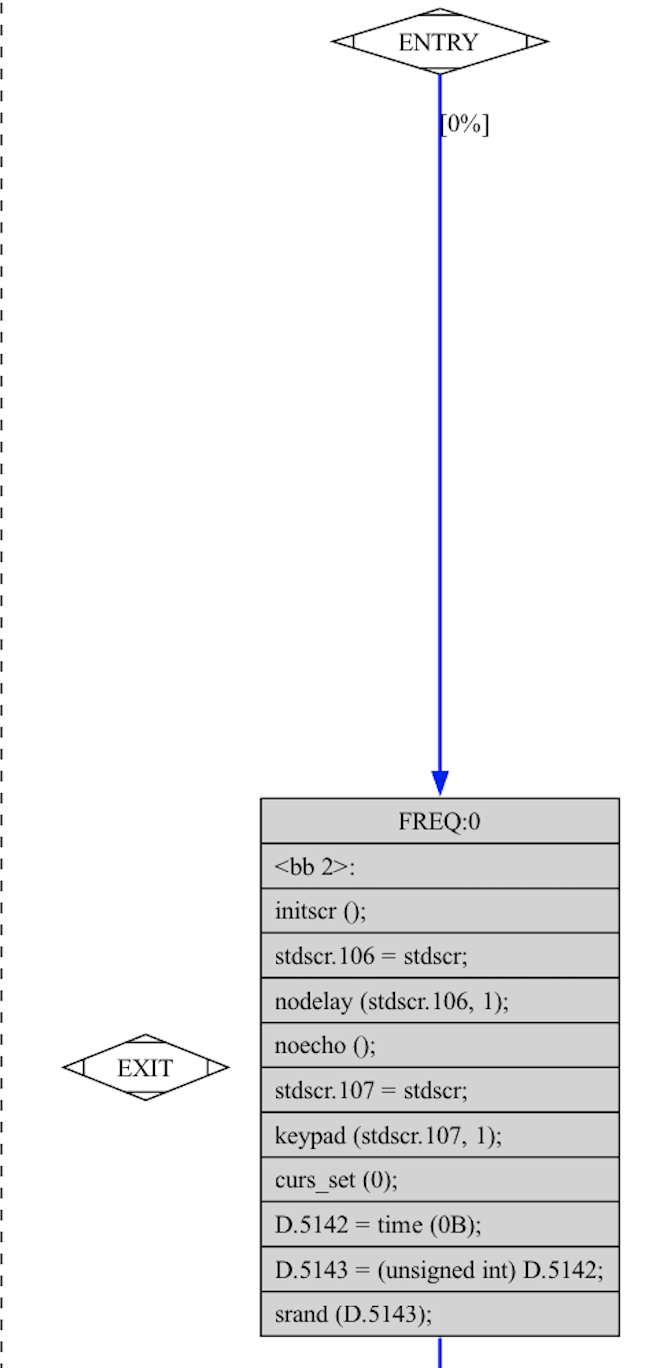 ENTRY
[0%]
FREQ:0
<bb 2>:
initscr ();
stdscr.106 = stdscr;
nodelay (stdscr.106, 1);
noecho ();
EXIT
stdscr.107 = stdscr;
keypad (stdscr.107, 1);
curs_set (0);
D.5142 = time (0B);
D.5143 = (unsigned int) D.5142;
srand (D.5143);